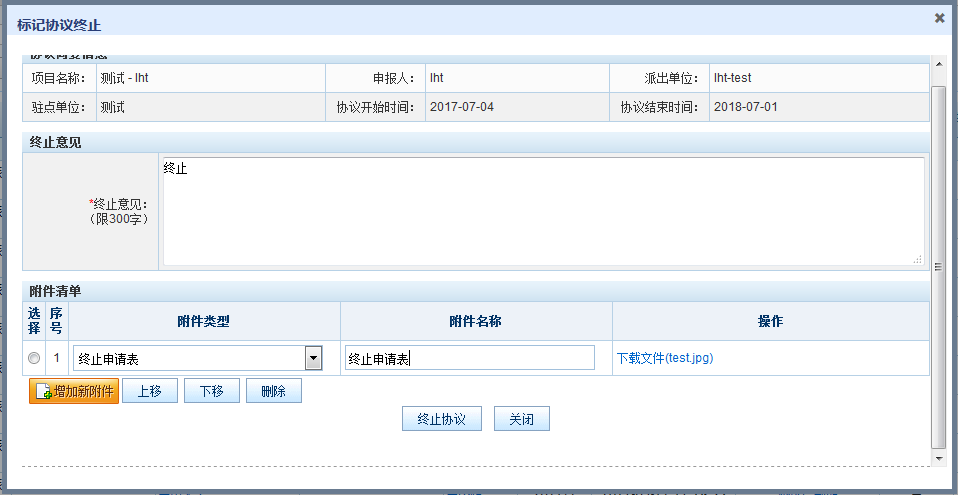 标记协议终止
协议简要信息
项目名称： 测试 - lht 申报人： lht 派出单位： lht-test
驻点单位： 测试 协议开始时间： 2017-07-04 协议结束时间： 2018-07-01
终止意见
*终止意见：
（限300字）
终止
附件清单
选择 序号 附件类型 附件名称 操作
1 终止申请表 终止申请表 下载文件(test.jpg)
增加新附件 上移 下移 删除
终止协议 关闭